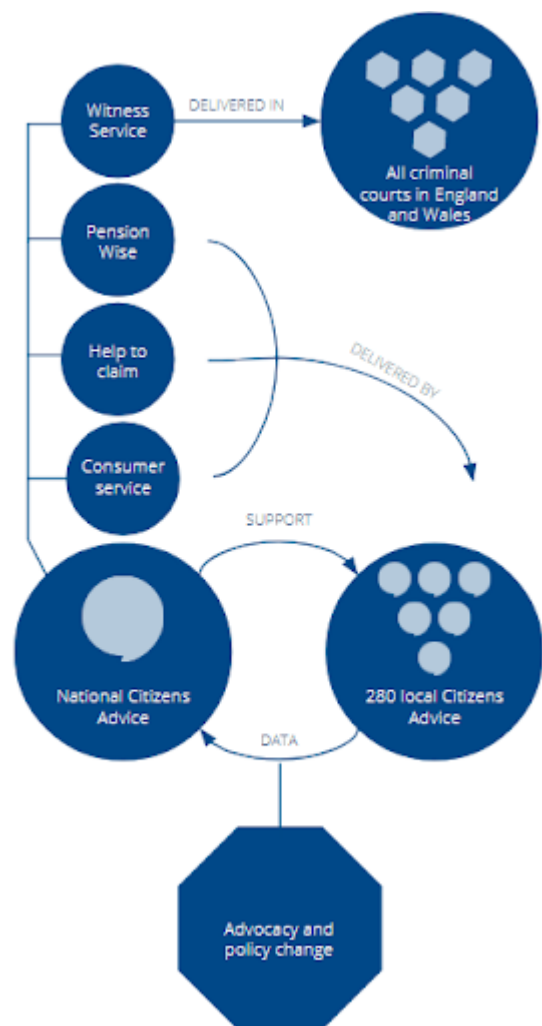 Witness
Service
DELIVERED IN
All criminal
courts in England
and Wales
Pension
Wise
Help to
claim
DELIVERED BY
Consumer
service
SUPPORT
National Citizens
Advice
280 local Citizens
Advice
DATA
Advocacy and
policy change